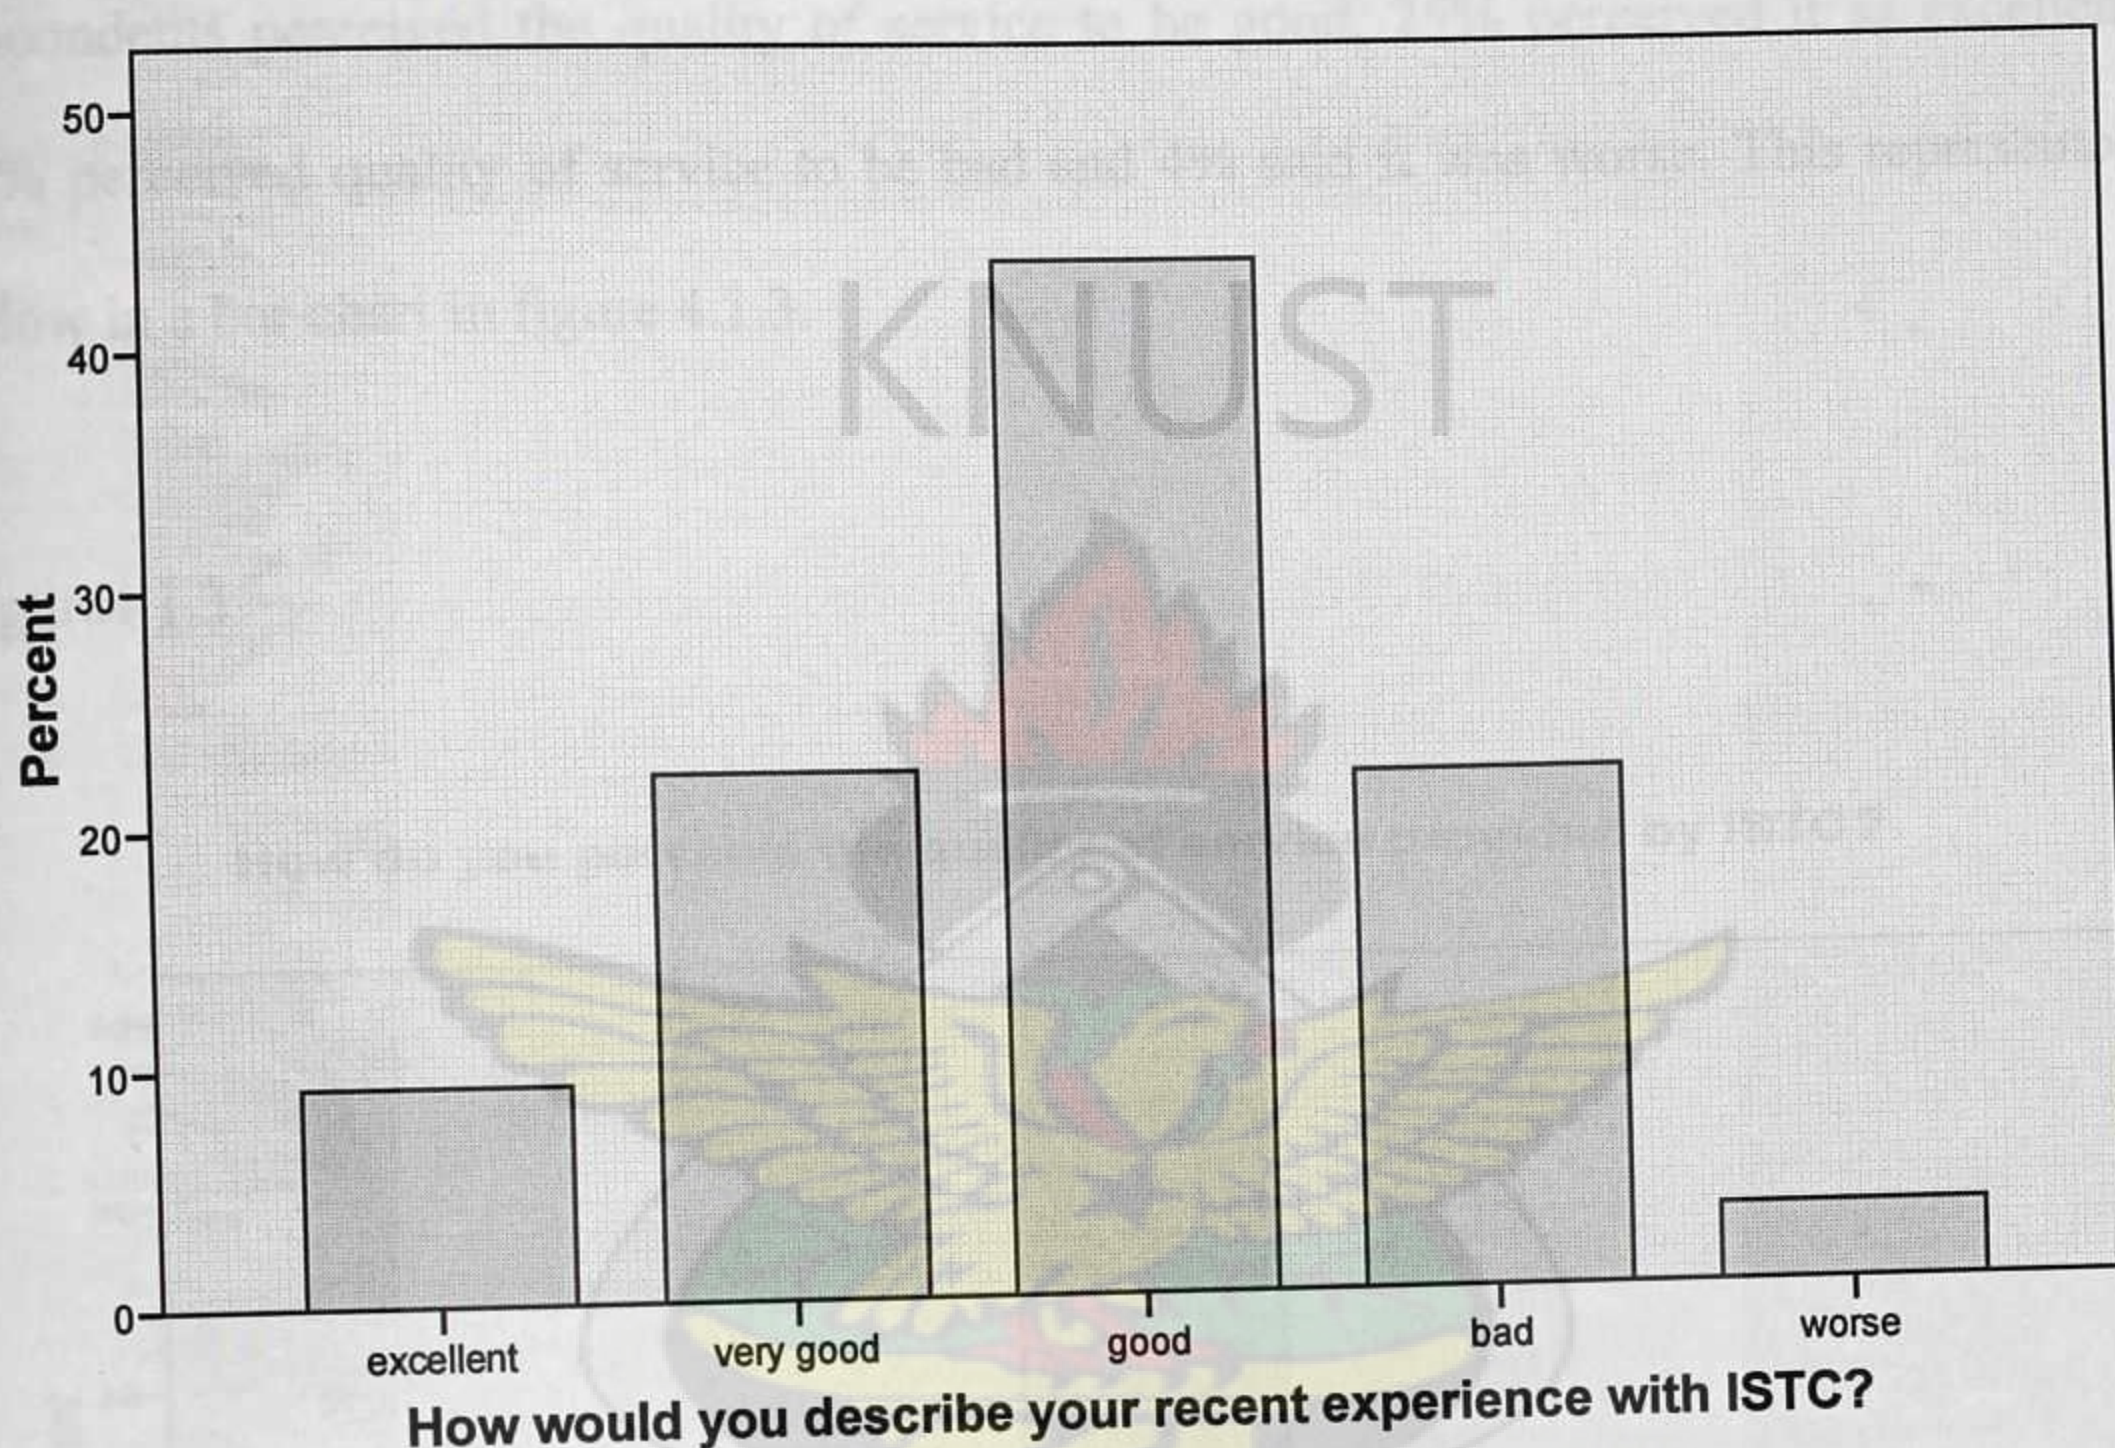 50
40
30
20
10
0
Percent
KNUST
excellent
very good
good
bad
worse
How would you describe your recent experience with ISTC?